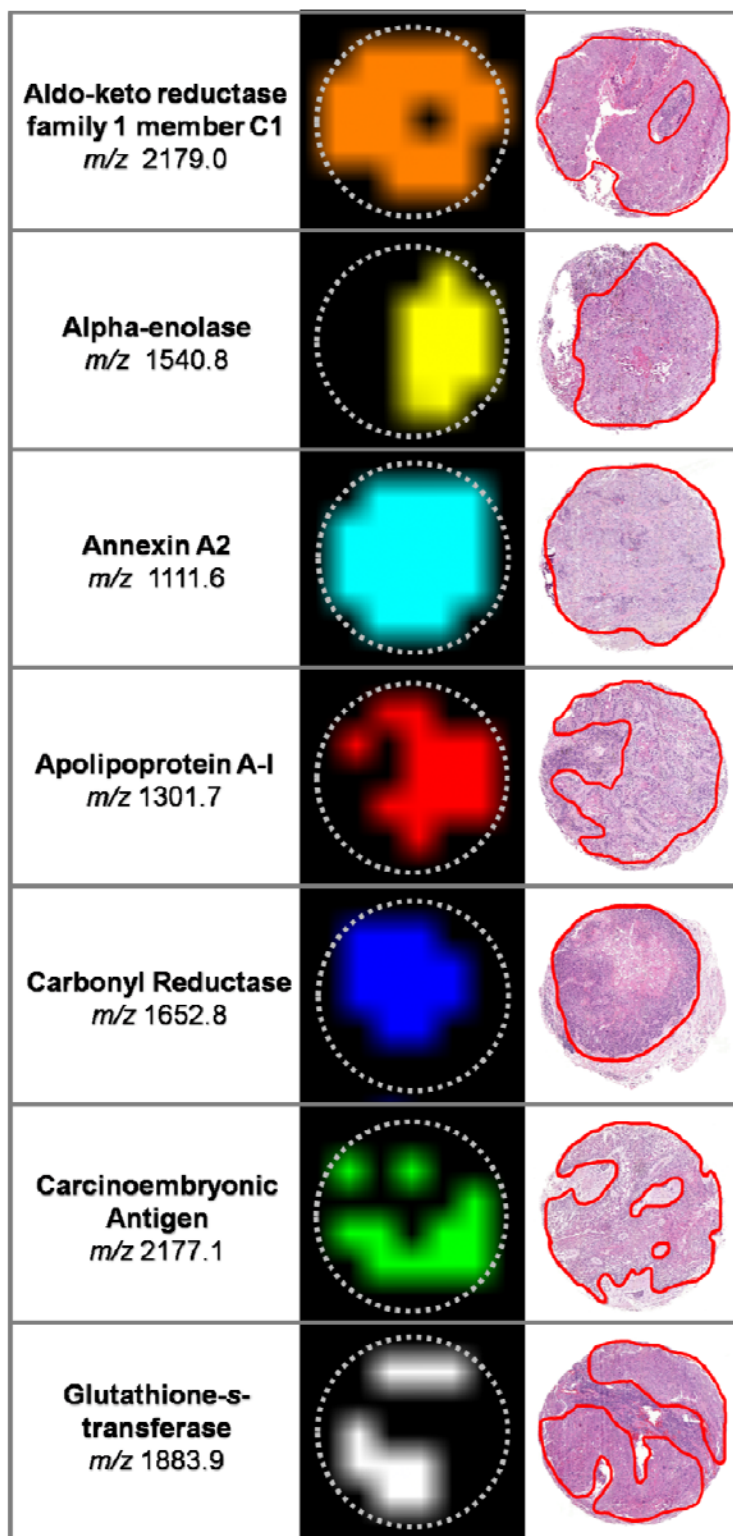 Aldo-keto reductase
family 1 member C1
m/z 2179.0
Alpha-enolase
m/z 1540.8
Annexin A2
m/z 1111.6
Apolipoprotein A-I
m/z 1301.7
Carbonyl Reductase
m/z 1652.8
Carcinoembryonic
Antigen
m/z 2177.1
Glutathione-s-
transferase
m/z 1883.9